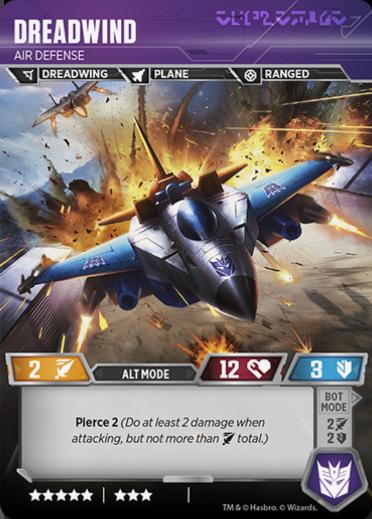 DREADWIND
AIR DEFENSE
DREADWING PLANE RANGED
2 ALT MODE 12 3
BOT
MODE
2
2
Pierce 2 (Do at least 2 damage when
attacking, but not more than total.)
TM & © Hasbro. © Wizards.